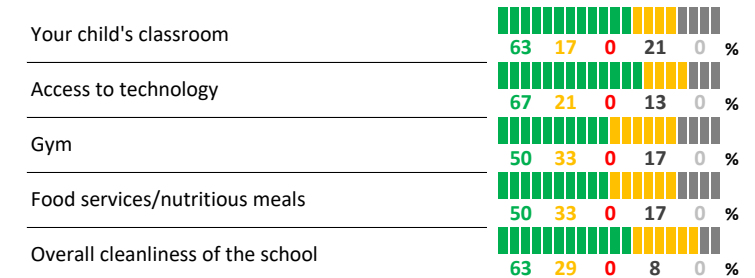 Your child's classroom
63 17 0 21 0 %
Access to technology
67 21 0 13 0 %
Gym
50 33 0 17 0 %
Food services/nutritious meals
50 33 0 17 0 %
Overall cleanliness of the school
63 29 0 8 0 %